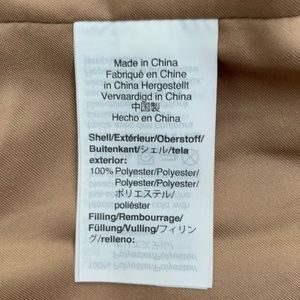 Made in China
Fabriqué en Chine
in China Hergestellt
Vervaardigd in China
中国製
Hecho en China
Shell/Extérieur/Oberstoff/
Buitenkant/シェル/tela
exterior:
100% Polyester/Polyester/
Polyester/Polyester/
ポリエステル/
poliéster
Filling/Rembourrage/
Füllung/Vulling/フィリン
グ/relleno: